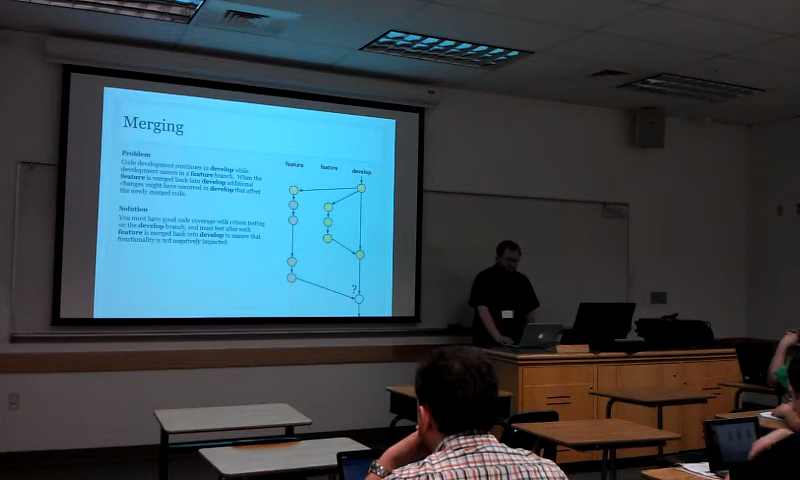 Merging
Problem
Code development continues in develop while
development occurs in a feature branch. When the
feature is merged back into develop additional
changes might have occurred in develop that affect
the newly merged code.
Solution
You must have good code coverage with robust testing
on the develop branch, and must test after each
feature is merged back into develop to ensure that
functionality is not negatively impacted.
feature feature develop
?